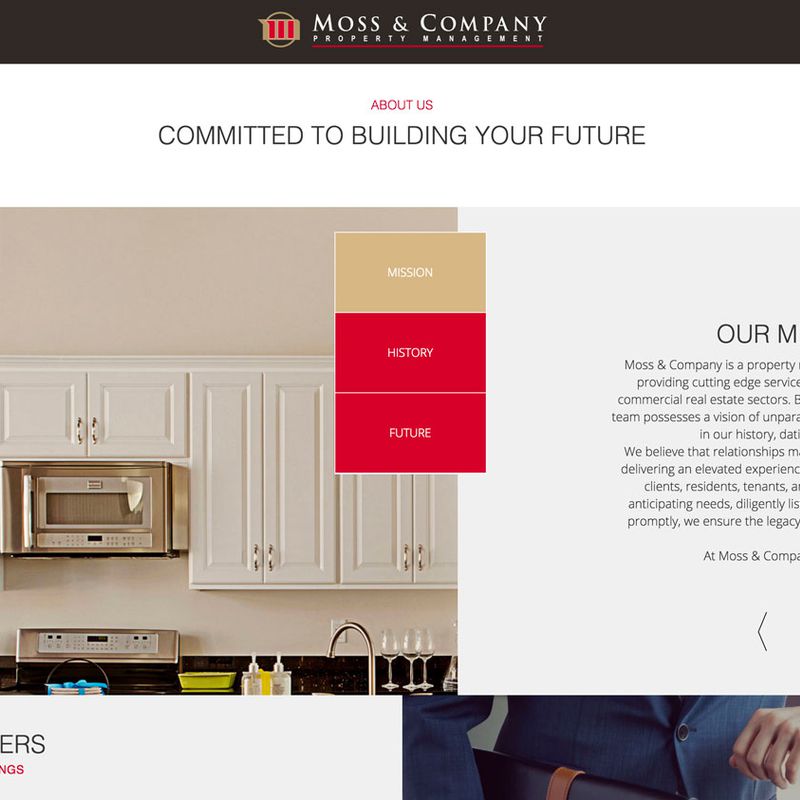 MOSS & COMPANY
PROPERTY MANAGEMENT
ABOUT US
COMMITTED TO BUILDING YOUR FUTURE
MISSION
HISTORY
FUTURE
OUR M
Moss & Company is a property
providing cutting edge service
commercial real estate sectors. B
team possesses a vision of unpara
in our history, dati
We believe that relationships ma
delivering an elevated experienc
clients, residents, tenants, a
anticipating needs, diligently lis
promptly, we ensure the legacy
At Moss & Compa
ERS
NGS